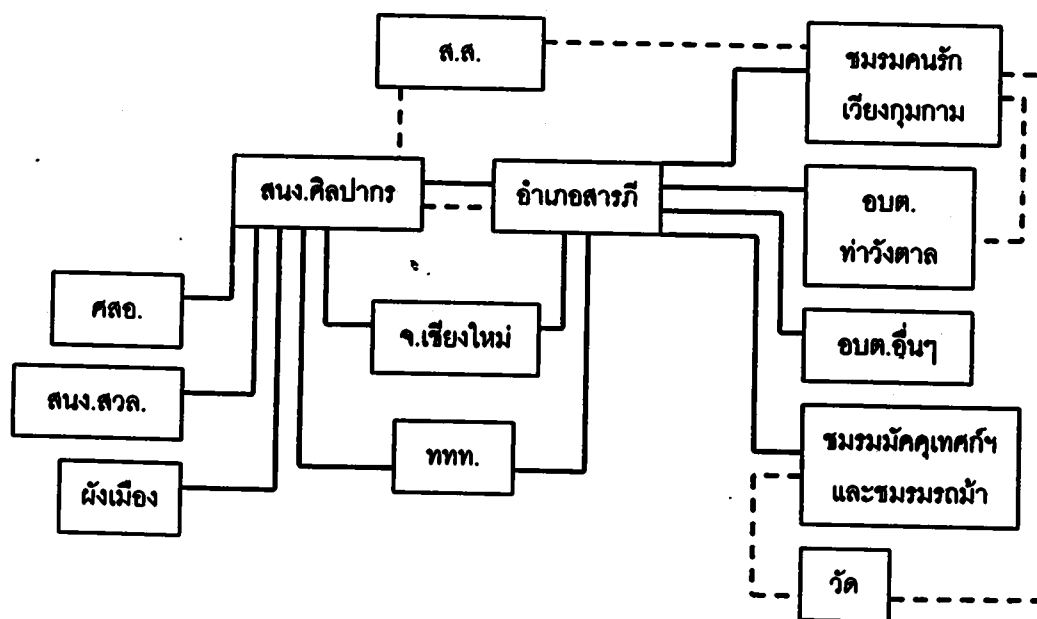 ส.ส.
ชมรมคนรัก
เวียงกุมกาม
สนง.ศิลปากร
อำเภอสารภี
อบต.
ท่าวังตาล
ศสอ.
จ.เชียงใหม่
อบต.อื่นๆ
สนง.สวล.
ททท.
ชมรมมัคคุเทศก์ฯ
และชมรมรถม้า
ผังเมือง
วัด